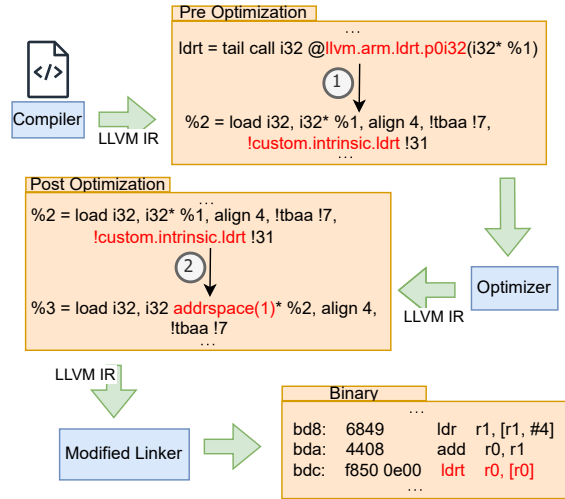 Pre Optimization
...
ldrt = tail call i32 @llvm.arm.ldrt.p0i32(i32* %1)
1
%2 = load i32, i32* %1, align 4, !tbaa !7,
!custom.intrinsic.ldrt !31
...
</>
Compiler
LLVM IR
Post Optimization
...
%2 = load i32, i32* %1, align 4, !tbaa !7,
!custom.intrinsic.ldrt !31
2
%3 = load i32, i32 addrspace(1)* %2, align 4,
!tbaa !7
...
Optimizer
LLVM IR
LLVM IR
Modified Linker
Binary
...
bd8: 6849 ldr r1, [r1, #4]
bda: 4408 add r0, r1
bdc: f850 0e00 ldrt r0, [r0]
...